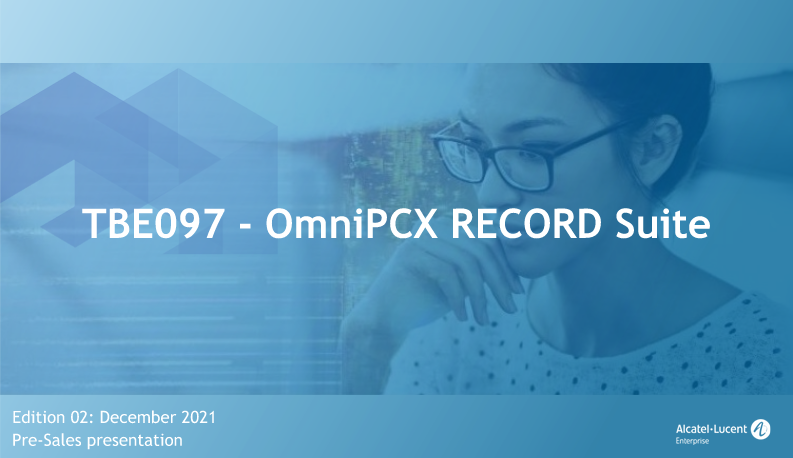 TBE097 - OmniPCX RECORD Suite
Edition 02: December 2021
Pre-Sales presentation
Alcatel·Lucent
Enterprise